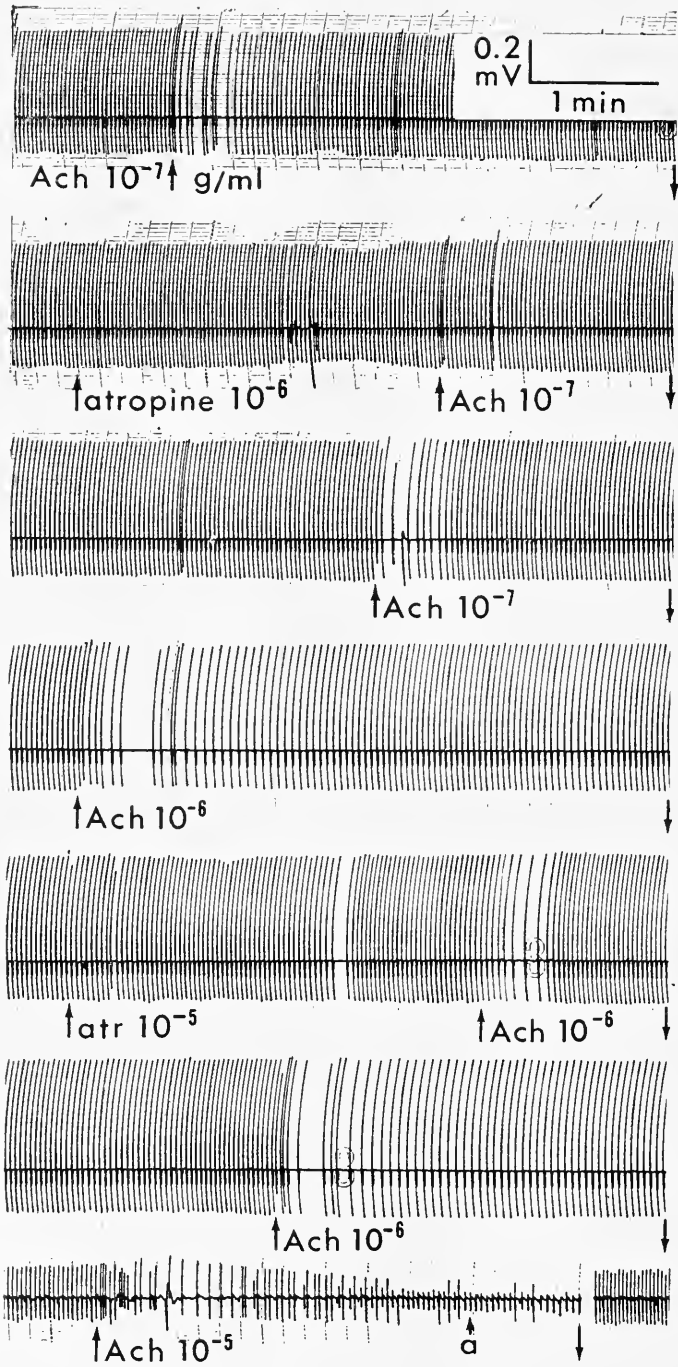 0.2
mV
1 min
Ach 10⁻⁷ g/ml
atropine 10⁻⁶
Ach 10⁻⁷
Ach 10⁻⁷
Ach 10⁻⁶
atr 10⁻⁵
Ach 10⁻⁶
Ach 10⁻⁶
Ach 10⁻⁵
a